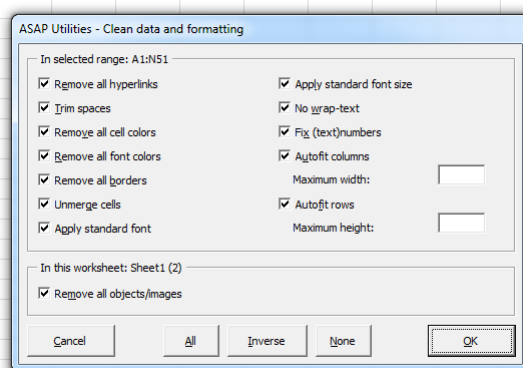 ASAP Utilities - Clean data and formatting
In selected range: A1:N51
Remove all hyperlinks
Trim spaces
Remove all cell colors
Remove all font colors
Remove all borders
Unmerge cells
Apply standard font
Apply standard font size
No wrap-text
Fix (text)numbers
Autofit columns
Maximum width:
Autofit rows
Maximum height:
In this worksheet: Sheet1 (2)
Remove all objects/images
Cancel
All
Inverse
None
OK